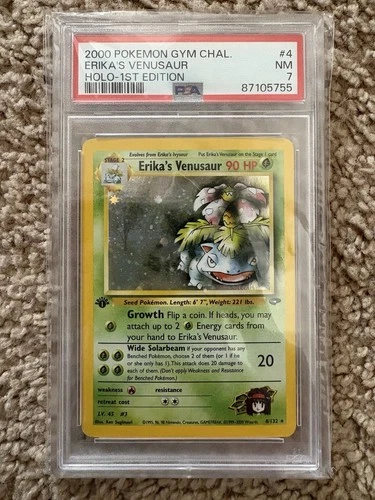 2000 POKEMON GYM CHAL. #4
ERIKA'S VENUSAUR NM
HOLO-1ST EDITION PSA 7
87105755
STAGE 2
Evolves from Erika's Ivysaur Put Erika's Venusaur on the Stage 1 card
Erika's Venusaur 90 HP
Seed Pokémon. Length: 6' 7", Weight: 221 lbs.
Growth Flip a coin. If heads, you may
attach up to 2 Energy cards from
your hand to Erika's Venusaur.
Wide Solarbeam If your opponent has any
Benched Pokémon, choose 2 of them (or 1 if he
or she only has 1). This attack does 20 damage to
each of them. (Don't apply Weakness and Resistance
for Benched Pokémon.)
20
weakness resistance
retreat cost
LV. 45 #3
Illus. Ken Sugimori
4/132